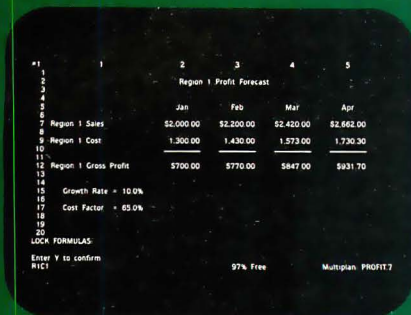 #1 1 2 3 4 5
1
2 Region 1 Profit Forecast
3
4
5 Jan Feb Mar Apr
6
7 Region 1 Sales $2,000.00 $2,200.00 $2,420.00 $2,662.00
8
9 Region 1 Cost 1,300.00 1,430.00 1,573.00 1,730.30
10
11
12 Region 1 Gross Profit $700.00 $770.00 $847.00 $931.70
13
14
15 Growth Rate = 10.0%
16
17 Cost Factor = 65.0%
18
19
20
LOCK FORMULAS:
Enter Y to confirm
R1C1 97% Free Multiplan: PROFIT.7